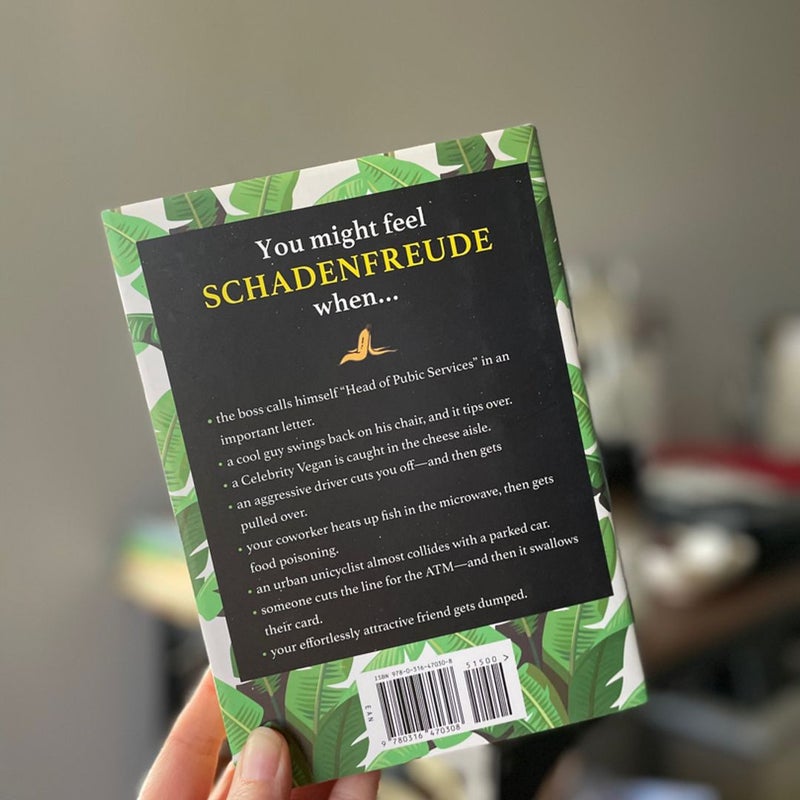 You might feel
SCHADENFREUDE
when...
• the boss calls himself “Head of Pubic Services” in an
important letter.
• a cool guy swings back on his chair, and it tips over.
• a Celebrity Vegan is caught in the cheese aisle.
• an aggressive driver cuts you off—and then gets
pulled over.
• your coworker heats up fish in the microwave, then gets
food poisoning.
• an urban unicyclist almost collides with a parked car.
• someone cuts the line for the ATM—and then it swallows
their card.
• your effortlessly attractive friend gets dumped.
ISBN 978-0-316-47030-8
51500 >
EAN
9 780316 470308